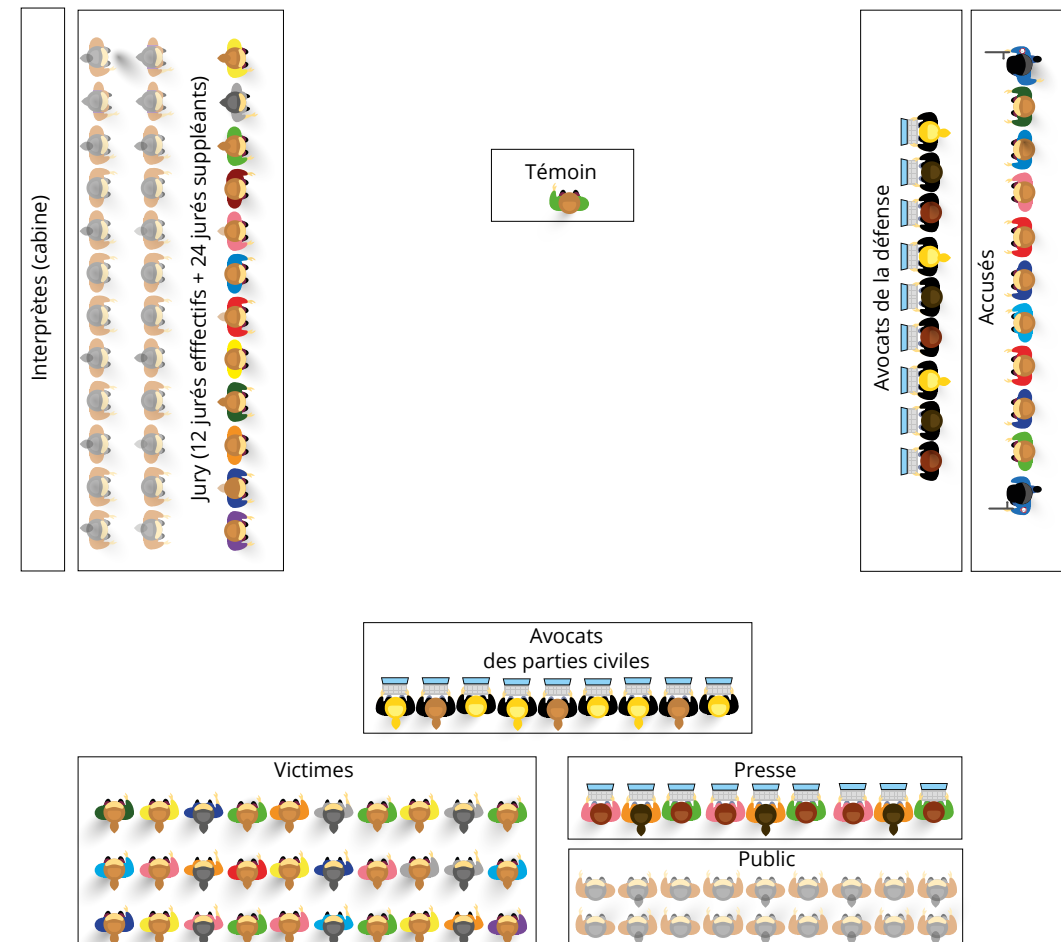 Interprètes (cabine)
Jury (12 jurés efffectifs + 24 jurés suppléants)
Témoin
Avocats de la défense
Accusés
Avocats
des parties civiles
Victimes
Presse
Public